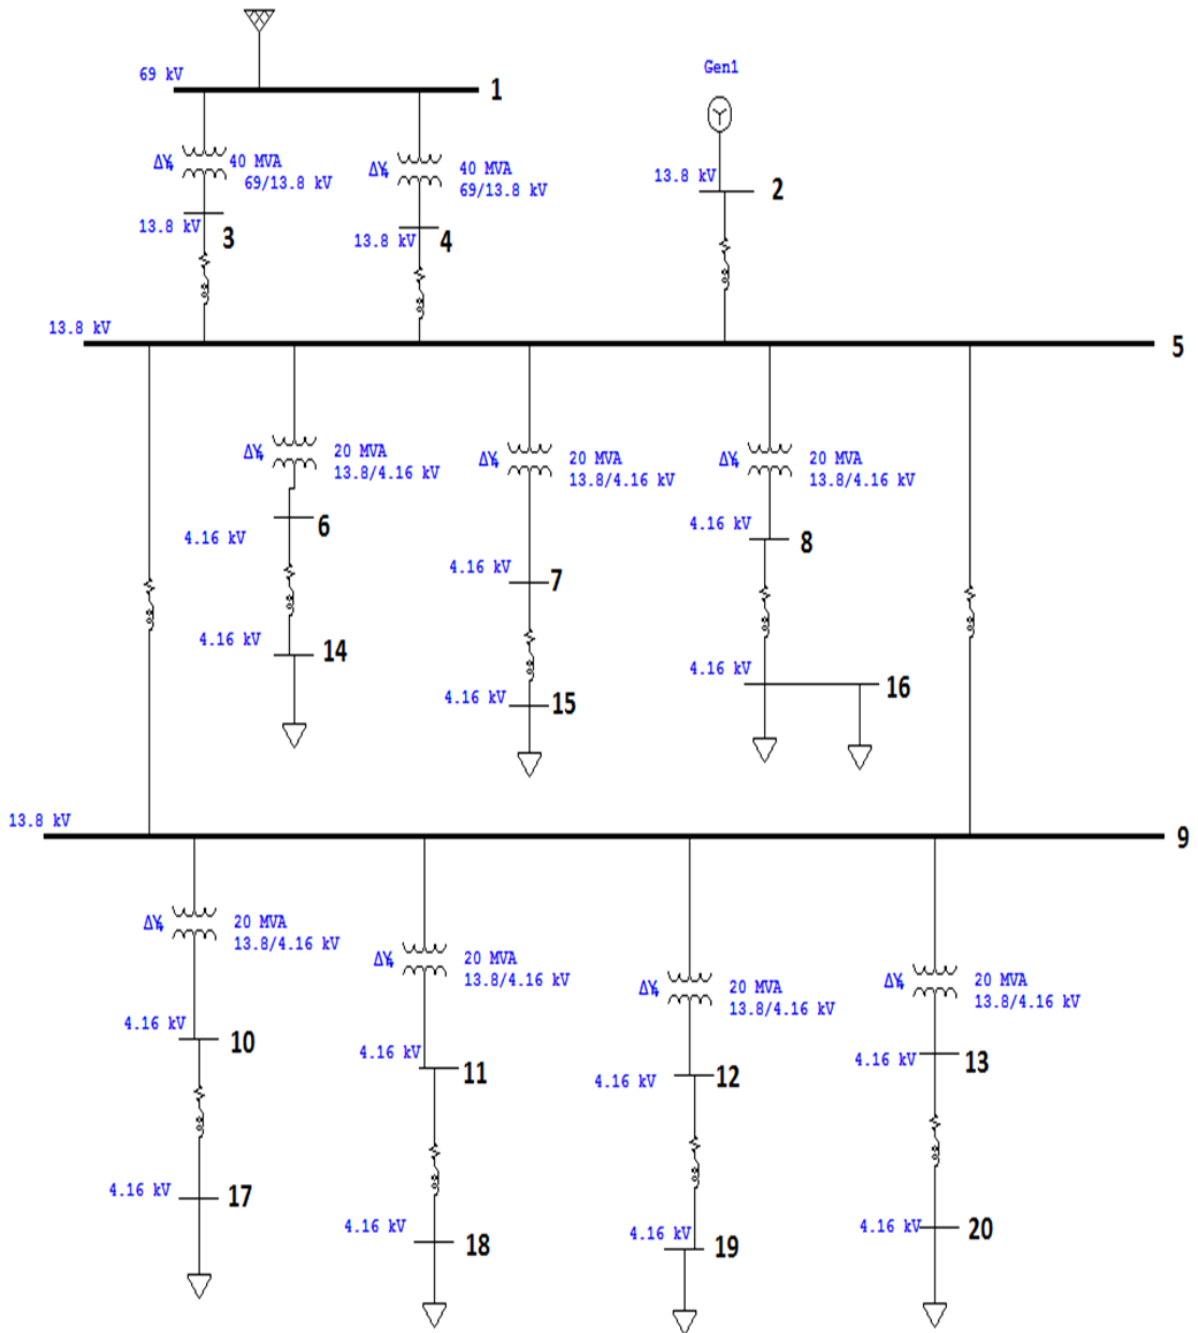 69 kV
1
Gen1
ΔY
40 MVA
69/13.8 kV
ΔY
40 MVA
69/13.8 kV
13.8 kV
2
13.8 kV
3
13.8 kV
4
13.8 kV
5
ΔY
20 MVA
13.8/4.16 kV
ΔY
20 MVA
13.8/4.16 kV
ΔY
20 MVA
13.8/4.16 kV
4.16 kV
6
4.16 kV
7
4.16 kV
8
4.16 kV
14
4.16 kV
15
4.16 kV
16
13.8 kV
9
ΔY
20 MVA
13.8/4.16 kV
ΔY
20 MVA
13.8/4.16 kV
ΔY
20 MVA
13.8/4.16 kV
ΔY
20 MVA
13.8/4.16 kV
4.16 kV
10
4.16 kV
11
4.16 kV
12
4.16 kV
13
4.16 kV
17
4.16 kV
18
4.16 kV
19
4.16 kV
20